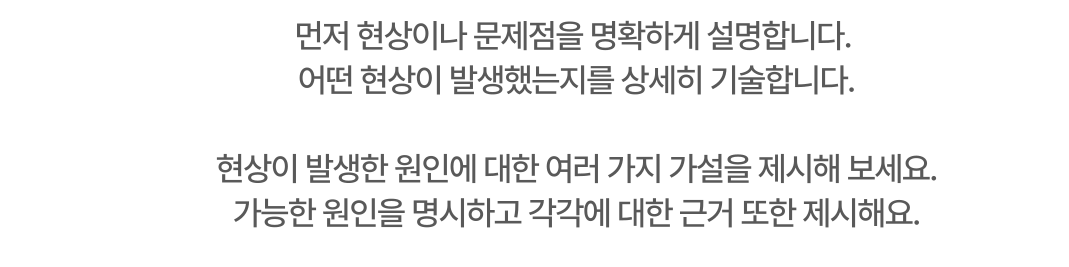 먼저 현상이나 문제점을 명확하게 설명합니다.
어떤 현상이 발생했는지를 상세히 기술합니다.
현상이 발생한 원인에 대한 여러 가지 가설을 제시해 보세요.
가능한 원인을 명시하고 각각에 대한 근거 또한 제시해요.